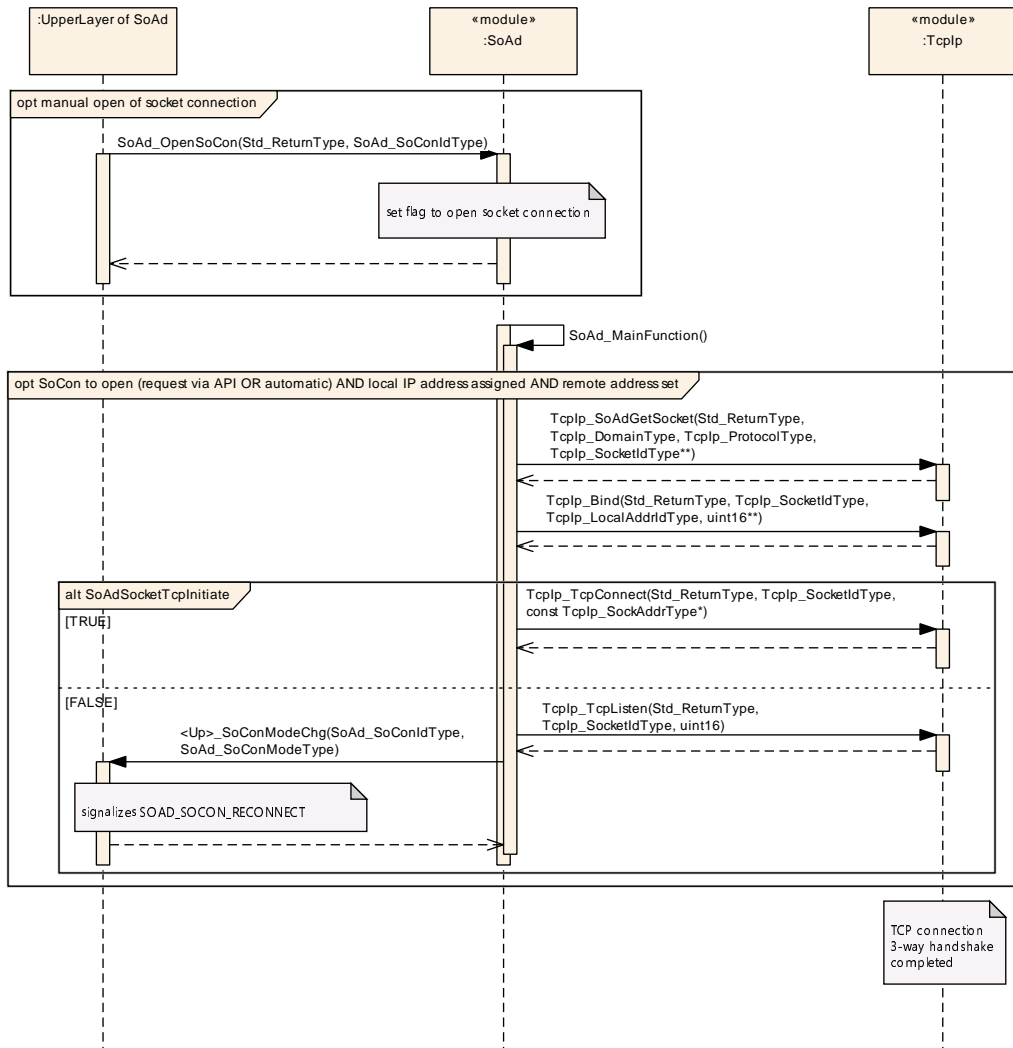 :UpperLayer of SoAd
«module»
:SoAd
«module»
:TcpIp
opt manual open of socket connection
SoAd_OpenSoCon(Std_ReturnType, SoAd_SoConIdType)
set flag to open socket connection
SoAd_MainFunction()
opt SoCon to open (request via API OR automatic) AND local IP address assigned AND remote address set
TcpIp_SoAdGetSocket(Std_ReturnType,
TcpIp_DomainType, TcpIp_ProtocolType,
TcpIp_SocketIdType**)
TcpIp_Bind(Std_ReturnType, TcpIp_SocketIdType,
TcpIp_LocalAddrIdType, uint16**)
alt SoAdSocketTcpInitiate
[TRUE]
TcpIp_TcpConnect(Std_ReturnType, TcpIp_SocketIdType,
const TcpIp_SockAddrType*)
[FALSE]
TcpIp_TcpListen(Std_ReturnType,
TcpIp_SocketIdType, uint16)
<Up>_SoConModeChg(SoAd_SoConIdType,
SoAd_SoConModeType)
signalizes SOAD_SOCON_RECONNECT
TCP connection
3-way handshake
completed